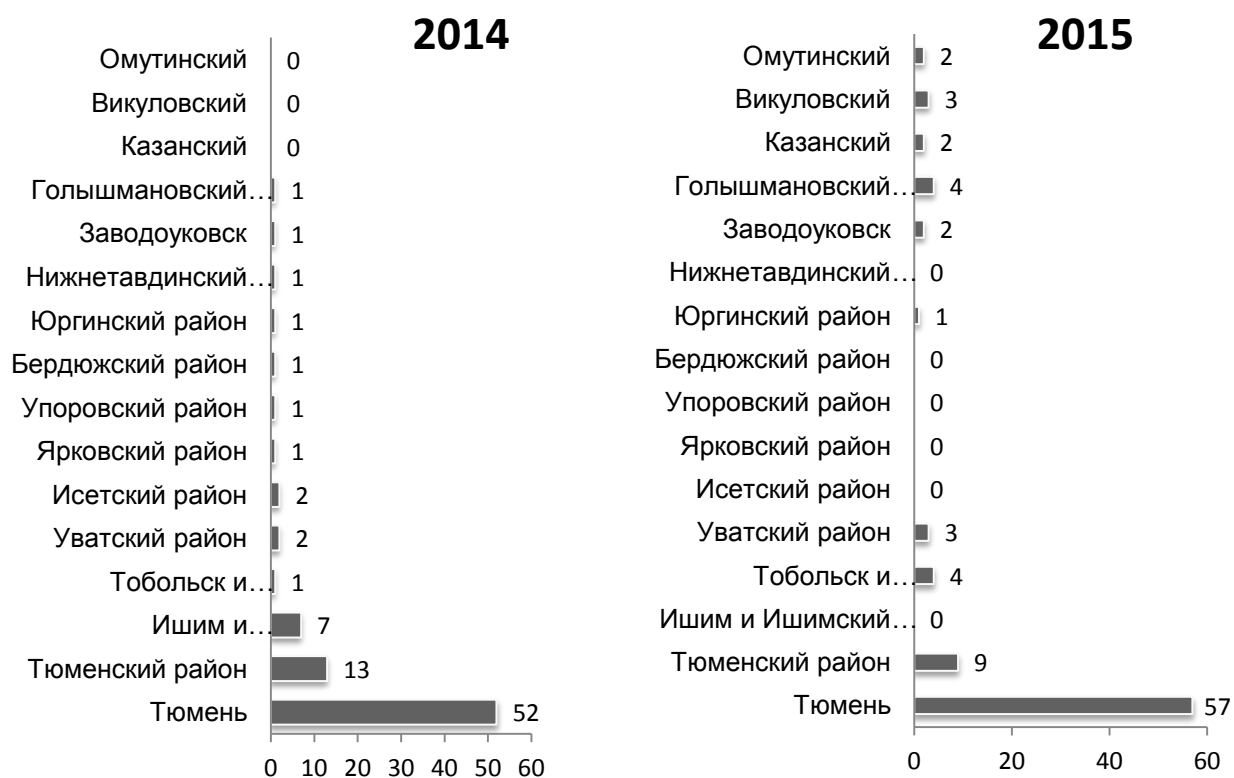 2014
Омутинский 0
Викуловский 0
Казанский 0
Голышмановский… 1
Заводоуковск 1
Нижнетавдинский… 1
Юргинский район 1
Бердюжский район 1
Упоровский район 1
Ярковский район 1
Исетский район 2
Уватский район 2
Тобольск и… 1
Ишим и… 7
Тюменский район 13
Тюмень 52
0 10 20 30 40 50 60
2015
Омутинский 2
Викуловский 3
Казанский 2
Голышмановский… 4
Заводоуковск 2
Нижнетавдинский… 0
Юргинский район 1
Бердюжский район 0
Упоровский район 0
Ярковский район 0
Исетский район 0
Уватский район 3
Тобольск и… 4
Ишим и Ишимский… 0
Тюменский район 9
Тюмень 57
0 20 40 60